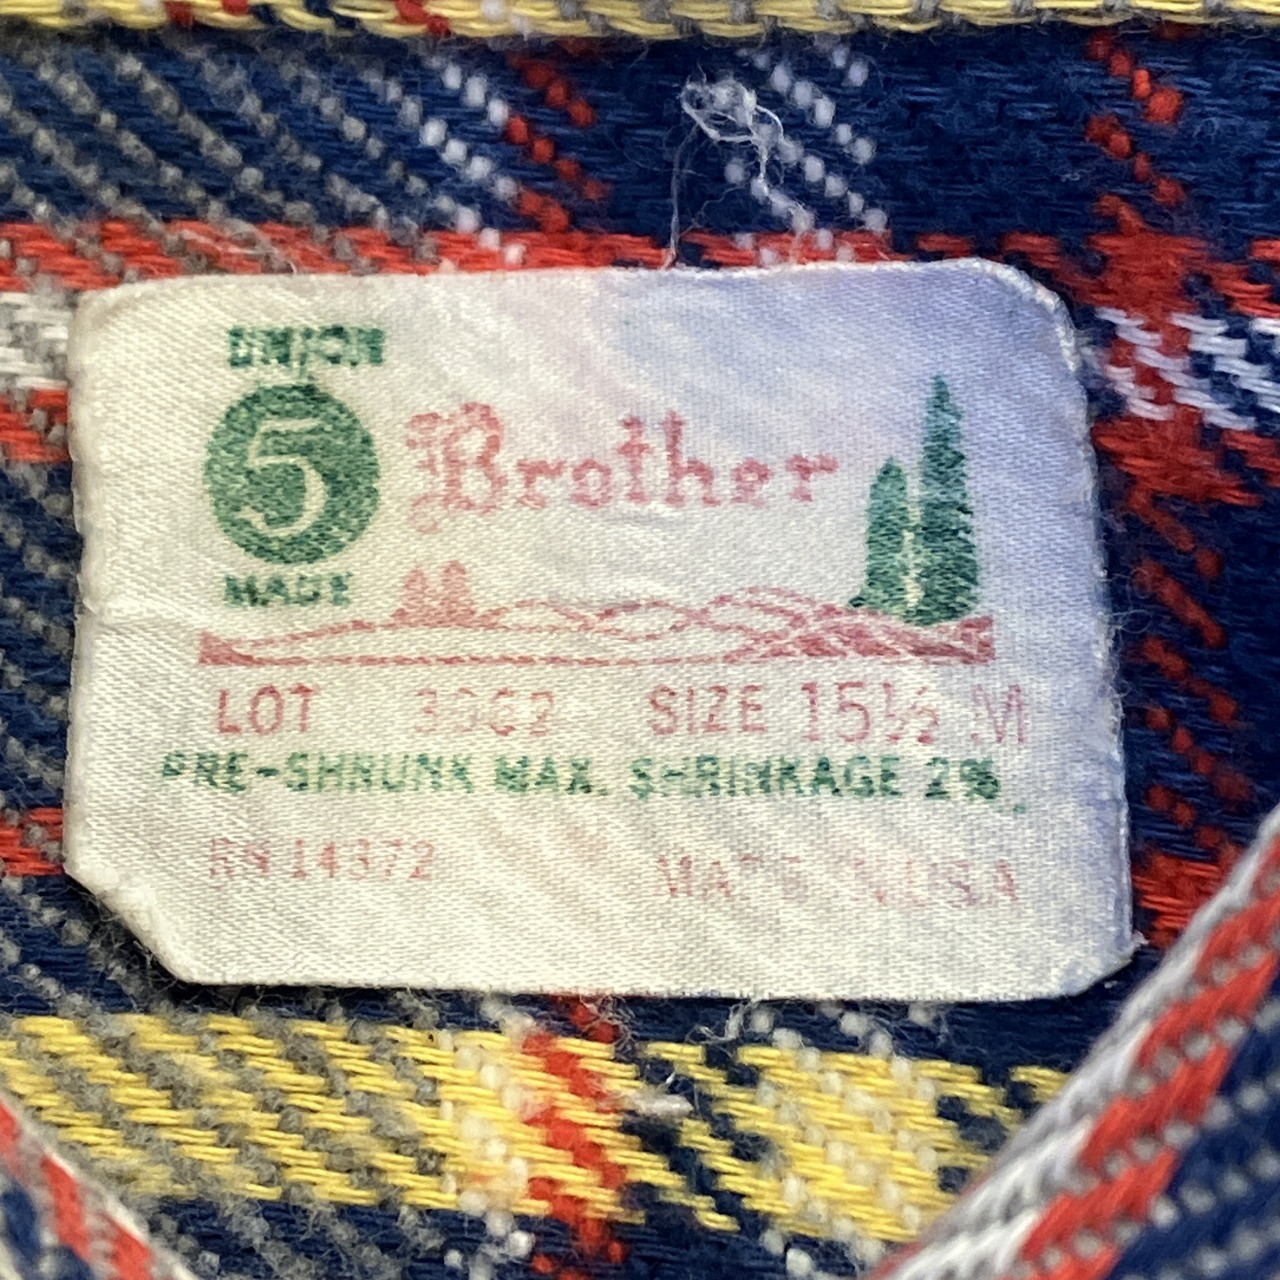 UNION
5 Brother
MADE
LOT 3062 SIZE 15½ M
PRE-SHRUNK MAX. SHRINKAGE 2%
RN 14372 MADE IN U.S.A